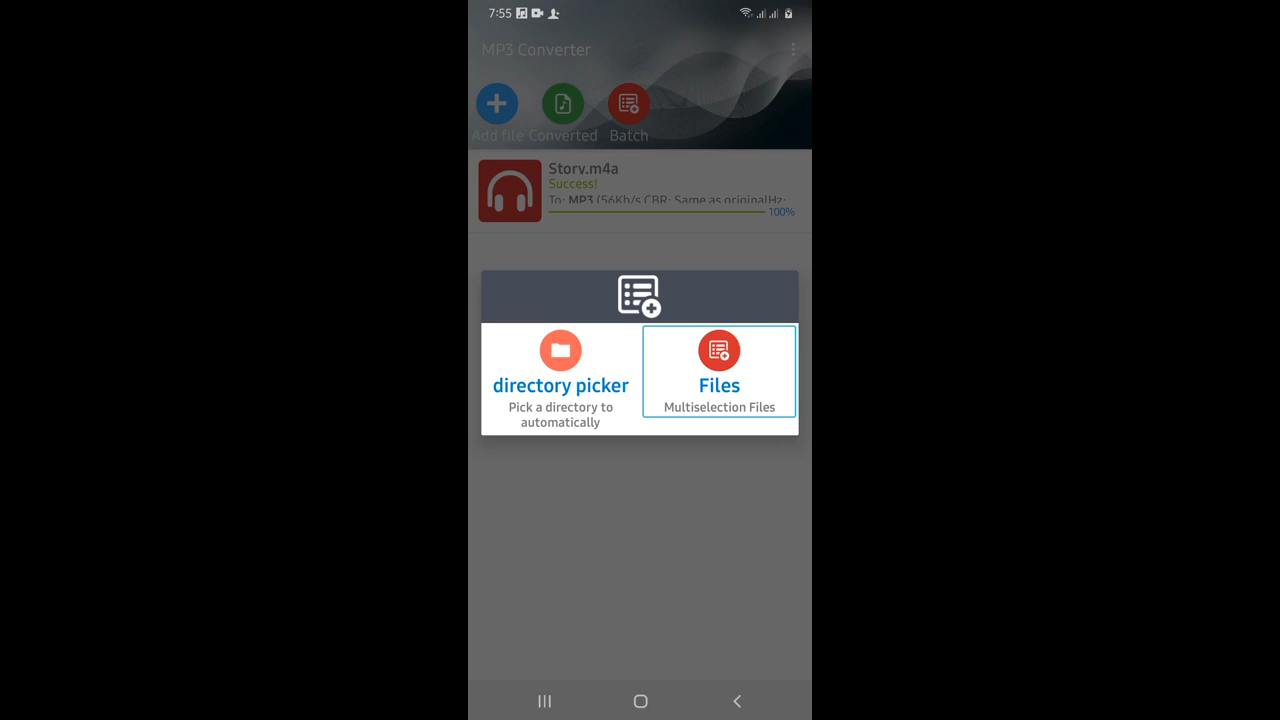 7:55
MP3 Converter
Add file Converted Batch
Story.m4a
Success!
To: MP3 (56Kb/s CBR; Same as originalHz;
100%
directory picker
Pick a directory to
automatically
Files
Multiselection Files